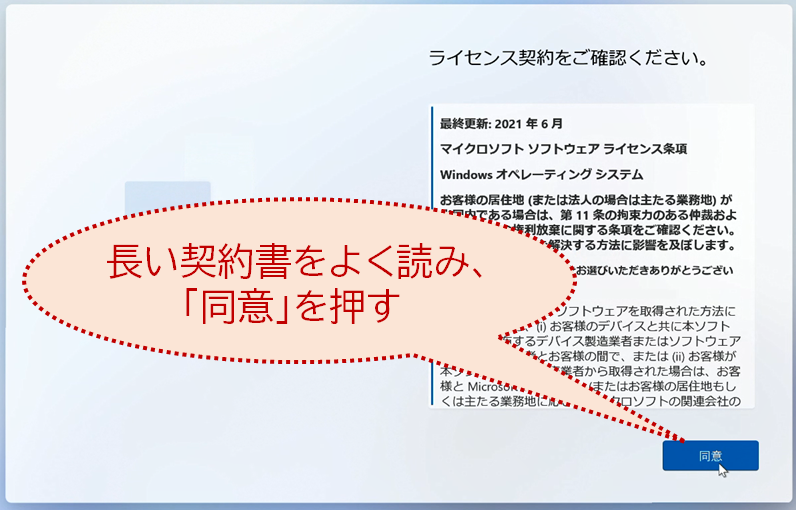 ライセンス契約をご確認ください。
最終更新: 2021 年 6 月
マイクロソフト ソフトウェア ライセンス条項
Windows オペレーティング システム
お客様の居住地 (または法人の場合は主たる業務地) が
国内である場合は、第 11 条の拘束力のある仲裁およ
権利放棄に関する条項をご確認ください。
解決する方法に影響を及ぼします。
お選びいただきありがとうござい
ソフトウェアを取得された方法に
(i) お客様のデバイスと共に本ソフト
するデバイス製造業者またはソフトウェア
とお客様の間で、または (ii) お客様が
業者から取得された場合は、お客
様と Microso
(またはお客様の居住地もし
くは主たる業務地に応
クロソフトの関連会社の
長い契約書をよく読み、
「同意」を押す
同意